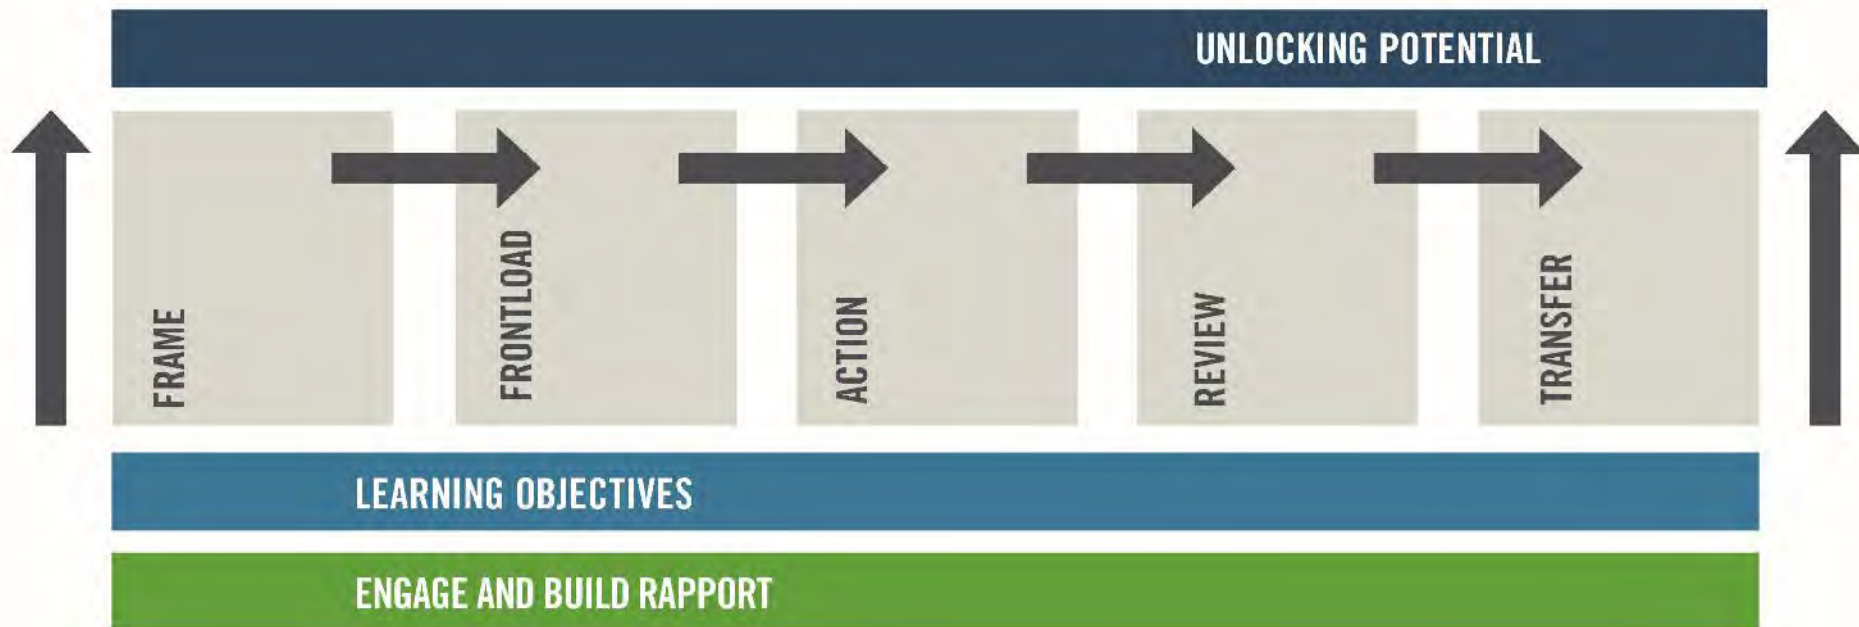 UNLOCKING POTENTIAL
FRAME
FRONTLOAD
ACTION
REVIEW
TRANSFER
LEARNING OBJECTIVES
ENGAGE AND BUILD RAPPORT